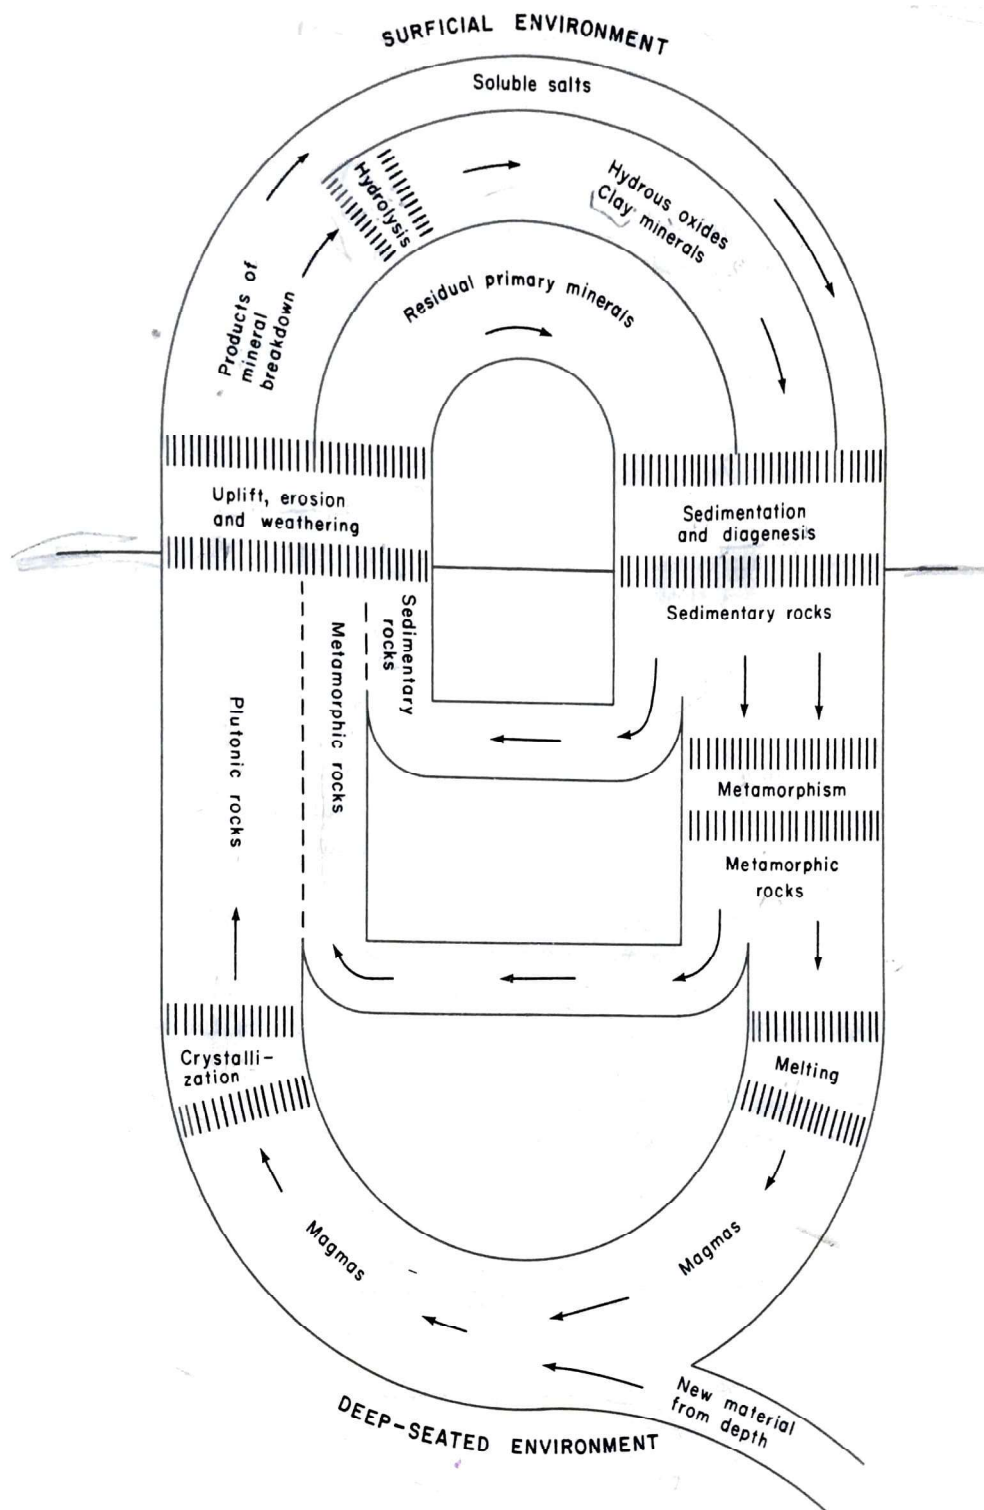 SURFICIAL ENVIRONMENT
Soluble salts
Hydrolysis
Hydrous oxides
Clay minerals
Products of
mineral
breakdown
Residual primary minerals
Uplift, erosion
and weathering
Sedimentation
and diagenesis
Sedimentary rocks
Sedimentary
rocks
Metamorphic rocks
Plutonic rocks
Metamorphism
Metamorphic
rocks
Crystalli-
zation
Melting
Magmas
Magmas
New material
from depth
DEEP-SEATED ENVIRONMENT